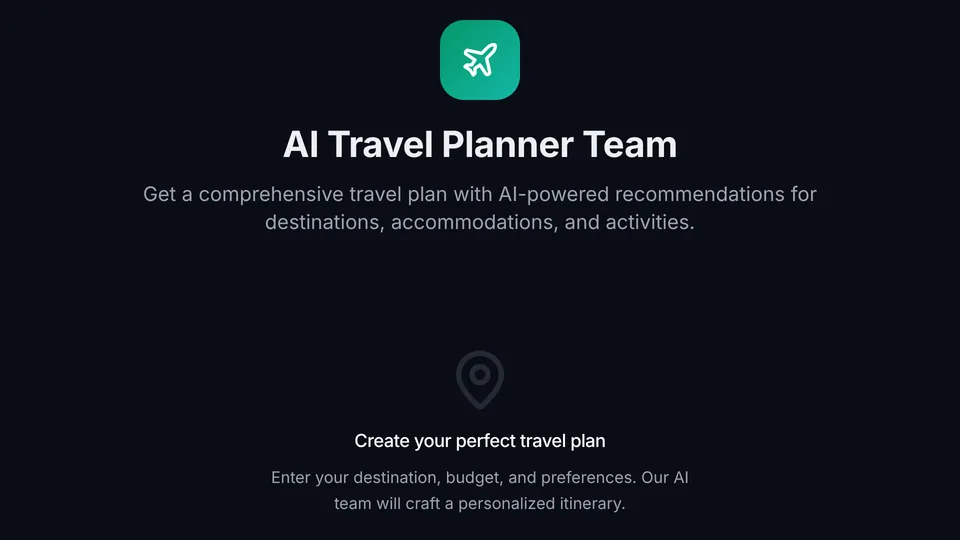 AI Travel Planner Team
Get a comprehensive travel plan with AI-powered recommendations for
destinations, accommodations, and activities.
Create your perfect travel plan
Enter your destination, budget, and preferences. Our AI
team will craft a personalized itinerary.